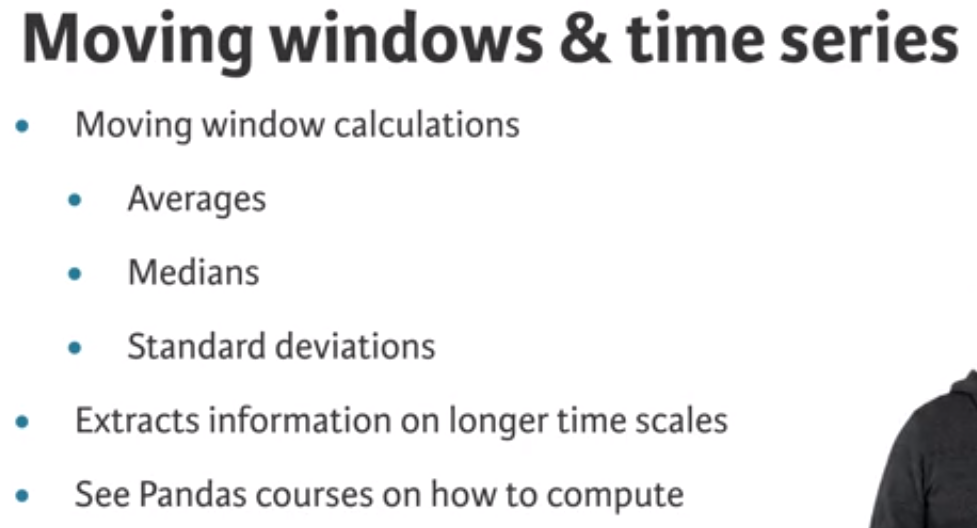 Moving windows & time series
• Moving window calculations
• Averages
• Medians
• Standard deviations
• Extracts information on longer time scales
• See Pandas courses on how to compute